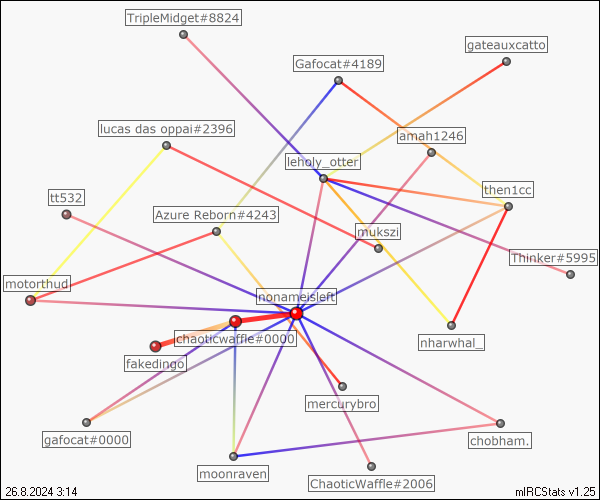 TripleMidget#8824
gateauxcatto
Gafocat#4189
lucas das oppai#2396
amah1246
leholy_otter
then1cc
tt532
Azure Reborn#4243
mukszi
Thinker#5995
motorthud
nonameisleft
chaoticwaffle#0000
nharwhal_
fakedingo
mercurybro
gafocat#0000
chobham.
moonraven
ChaoticWaffle#2006
26.8.2024 3:14
mIRCStats v1.25